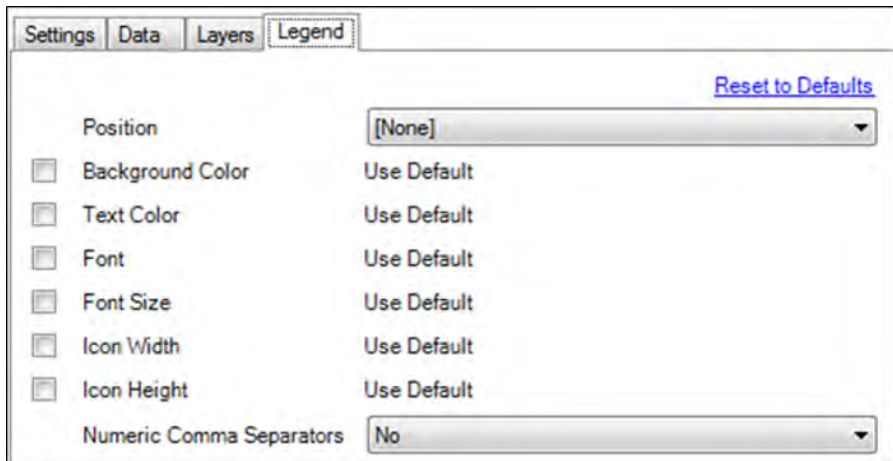 Settings Data Layers Legend
Reset to Defaults
Position [None]
Background Color Use Default
Text Color Use Default
Font Use Default
Font Size Use Default
Icon Width Use Default
Icon Height Use Default
Numeric Comma Separators No